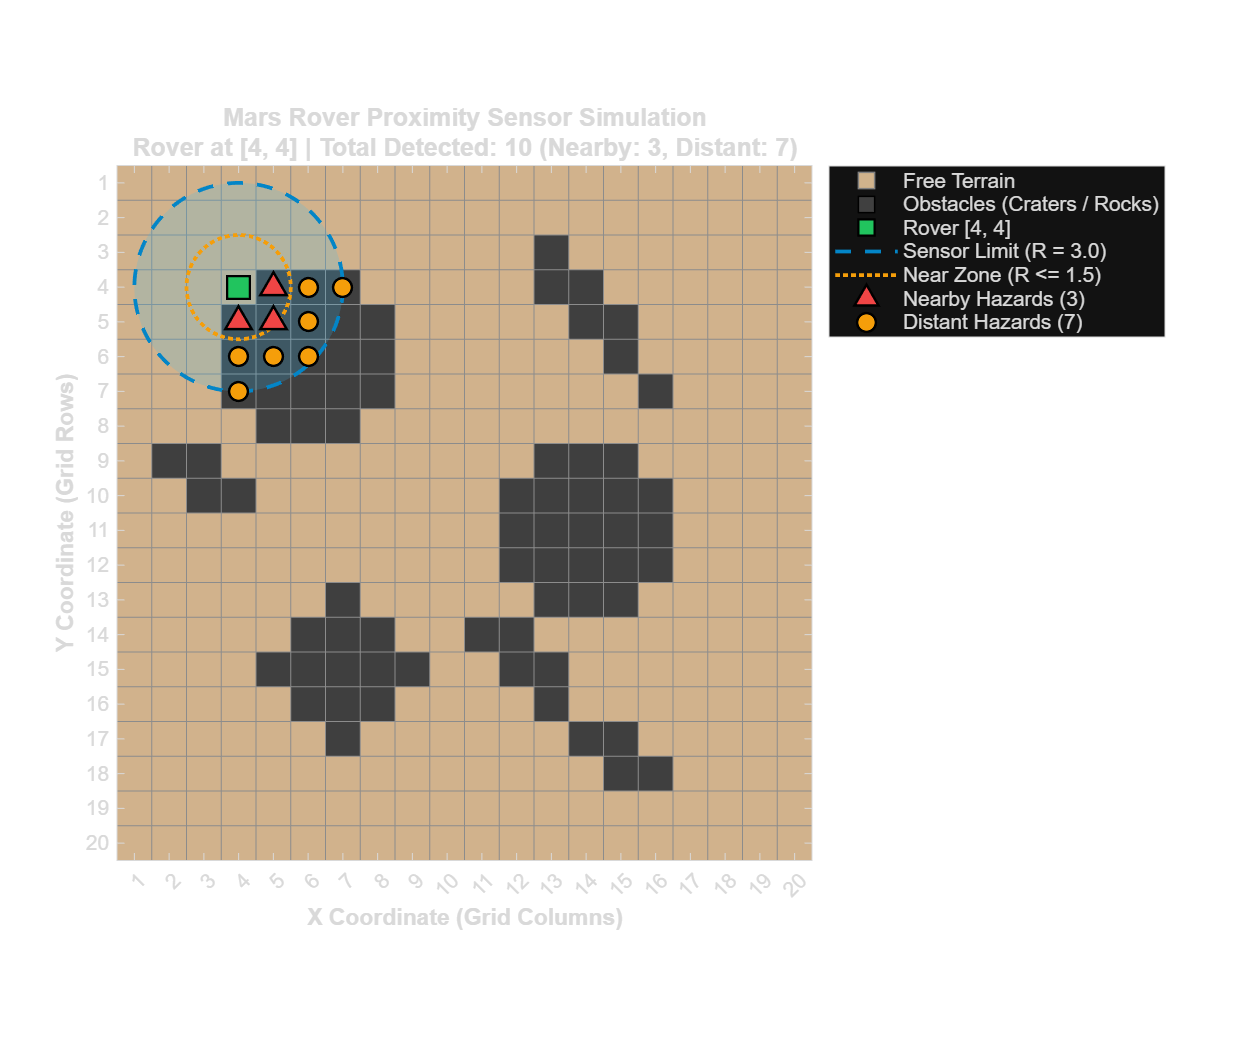 Mars Rover Proximity Sensor Simulation
Rover at [4, 4] | Total Detected: 10 (Nearby: 3, Distant: 7)
Free Terrain
Obstacles (Craters / Rocks)
Rover [4, 4]
Sensor Limit (R = 3.0)
Near Zone (R <= 1.5)
Nearby Hazards (3)
Distant Hazards (7)
Y Coordinate (Grid Rows)
1
2
3
4
5
6
7
8
9
10
11
12
13
14
15
16
17
18
19
20
1 2 3 4 5 6 7 8 9 10 11 12 13 14 15 16 17 18 19 20
X Coordinate (Grid Columns)